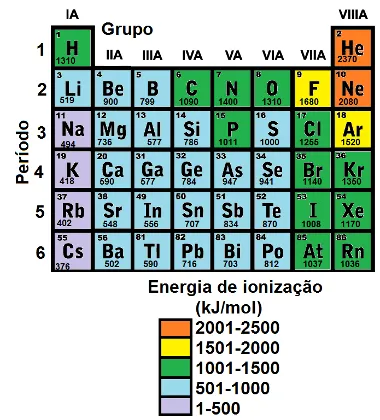 IA Grupo VIIIA
1 1 H 1310 IIA IIIA IVA VA VIA VIIA 2 He 2370
2 3 Li 519 4 Be 900 5 B 799 6 C 1090 7 N 1400 8 O 1310 9 F 1680 10 Ne 2080
3 11 Na 494 12 Mg 736 13 Al 577 14 Si 786 15 P 1011 16 S 1000 17 Cl 1255 18 Ar 1520
4 19 K 418 20 Ca 590 31 Ga 577 32 Ge 784 33 As 947 34 Se 941 35 Br 1140 36 Kr 1350
5 37 Rb 402 38 Sr 548 49 In 556 50 Sn 707 51 Sb 834 52 Te 870 53 I 1008 54 Xe 1170
6 55 Cs 376 56 Ba 502 81 Tl 590 82 Pb 716 83 Bi 703 84 Po 812 85 At 1037 86 Rn 1036
Período
Energia de ionização
(kJ/mol)
2001-2500
1501-2000
1001-1500
501-1000
1-500